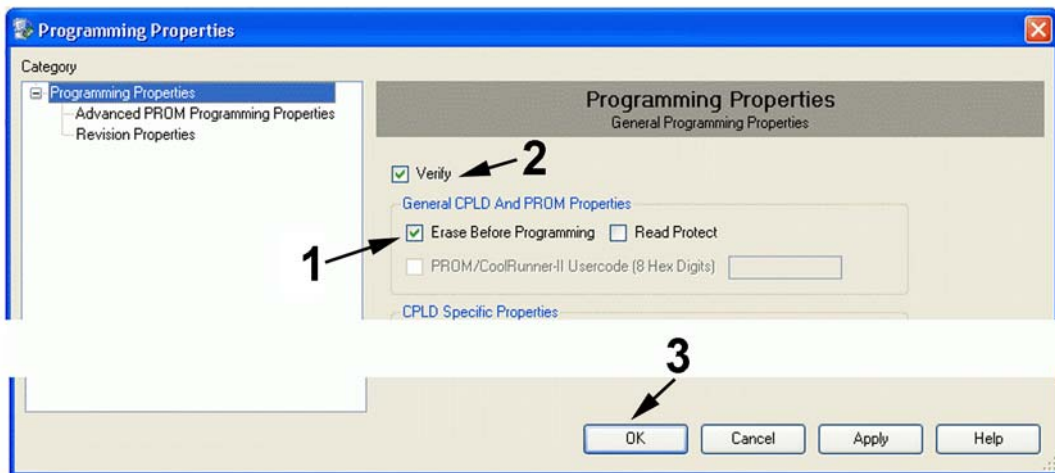 Programming Properties
Category
Programming Properties
Advanced PROM Programming Properties
Revision Properties
Programming Properties
General Programming Properties
Verify
2
General CPLD And PROM Properties
1
Erase Before Programming Read Protect
PROM/CoolRunner-II Usercode (8 Hex Digits)
CPLD Specific Properties
3
OK Cancel Apply Help